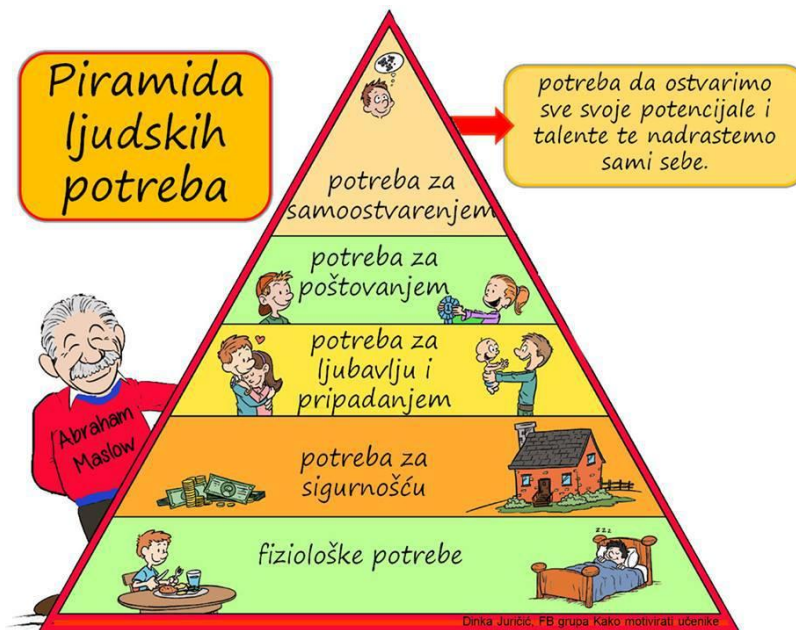 Piramida
ljudskih
potreba
potreba da ostvarimo
sve svoje potencijale i
talente te nadrastemo
sami sebe.
potreba za
samoostvarenjem
potreba za
poštovanjem
potreba za
ljubavlju i
pripadanjem
Abraham
Maslow
potreba za
sigurnošću
fiziološke potrebe
zzz
Dinka Juričić, FB grupa Kako motivirati učenike